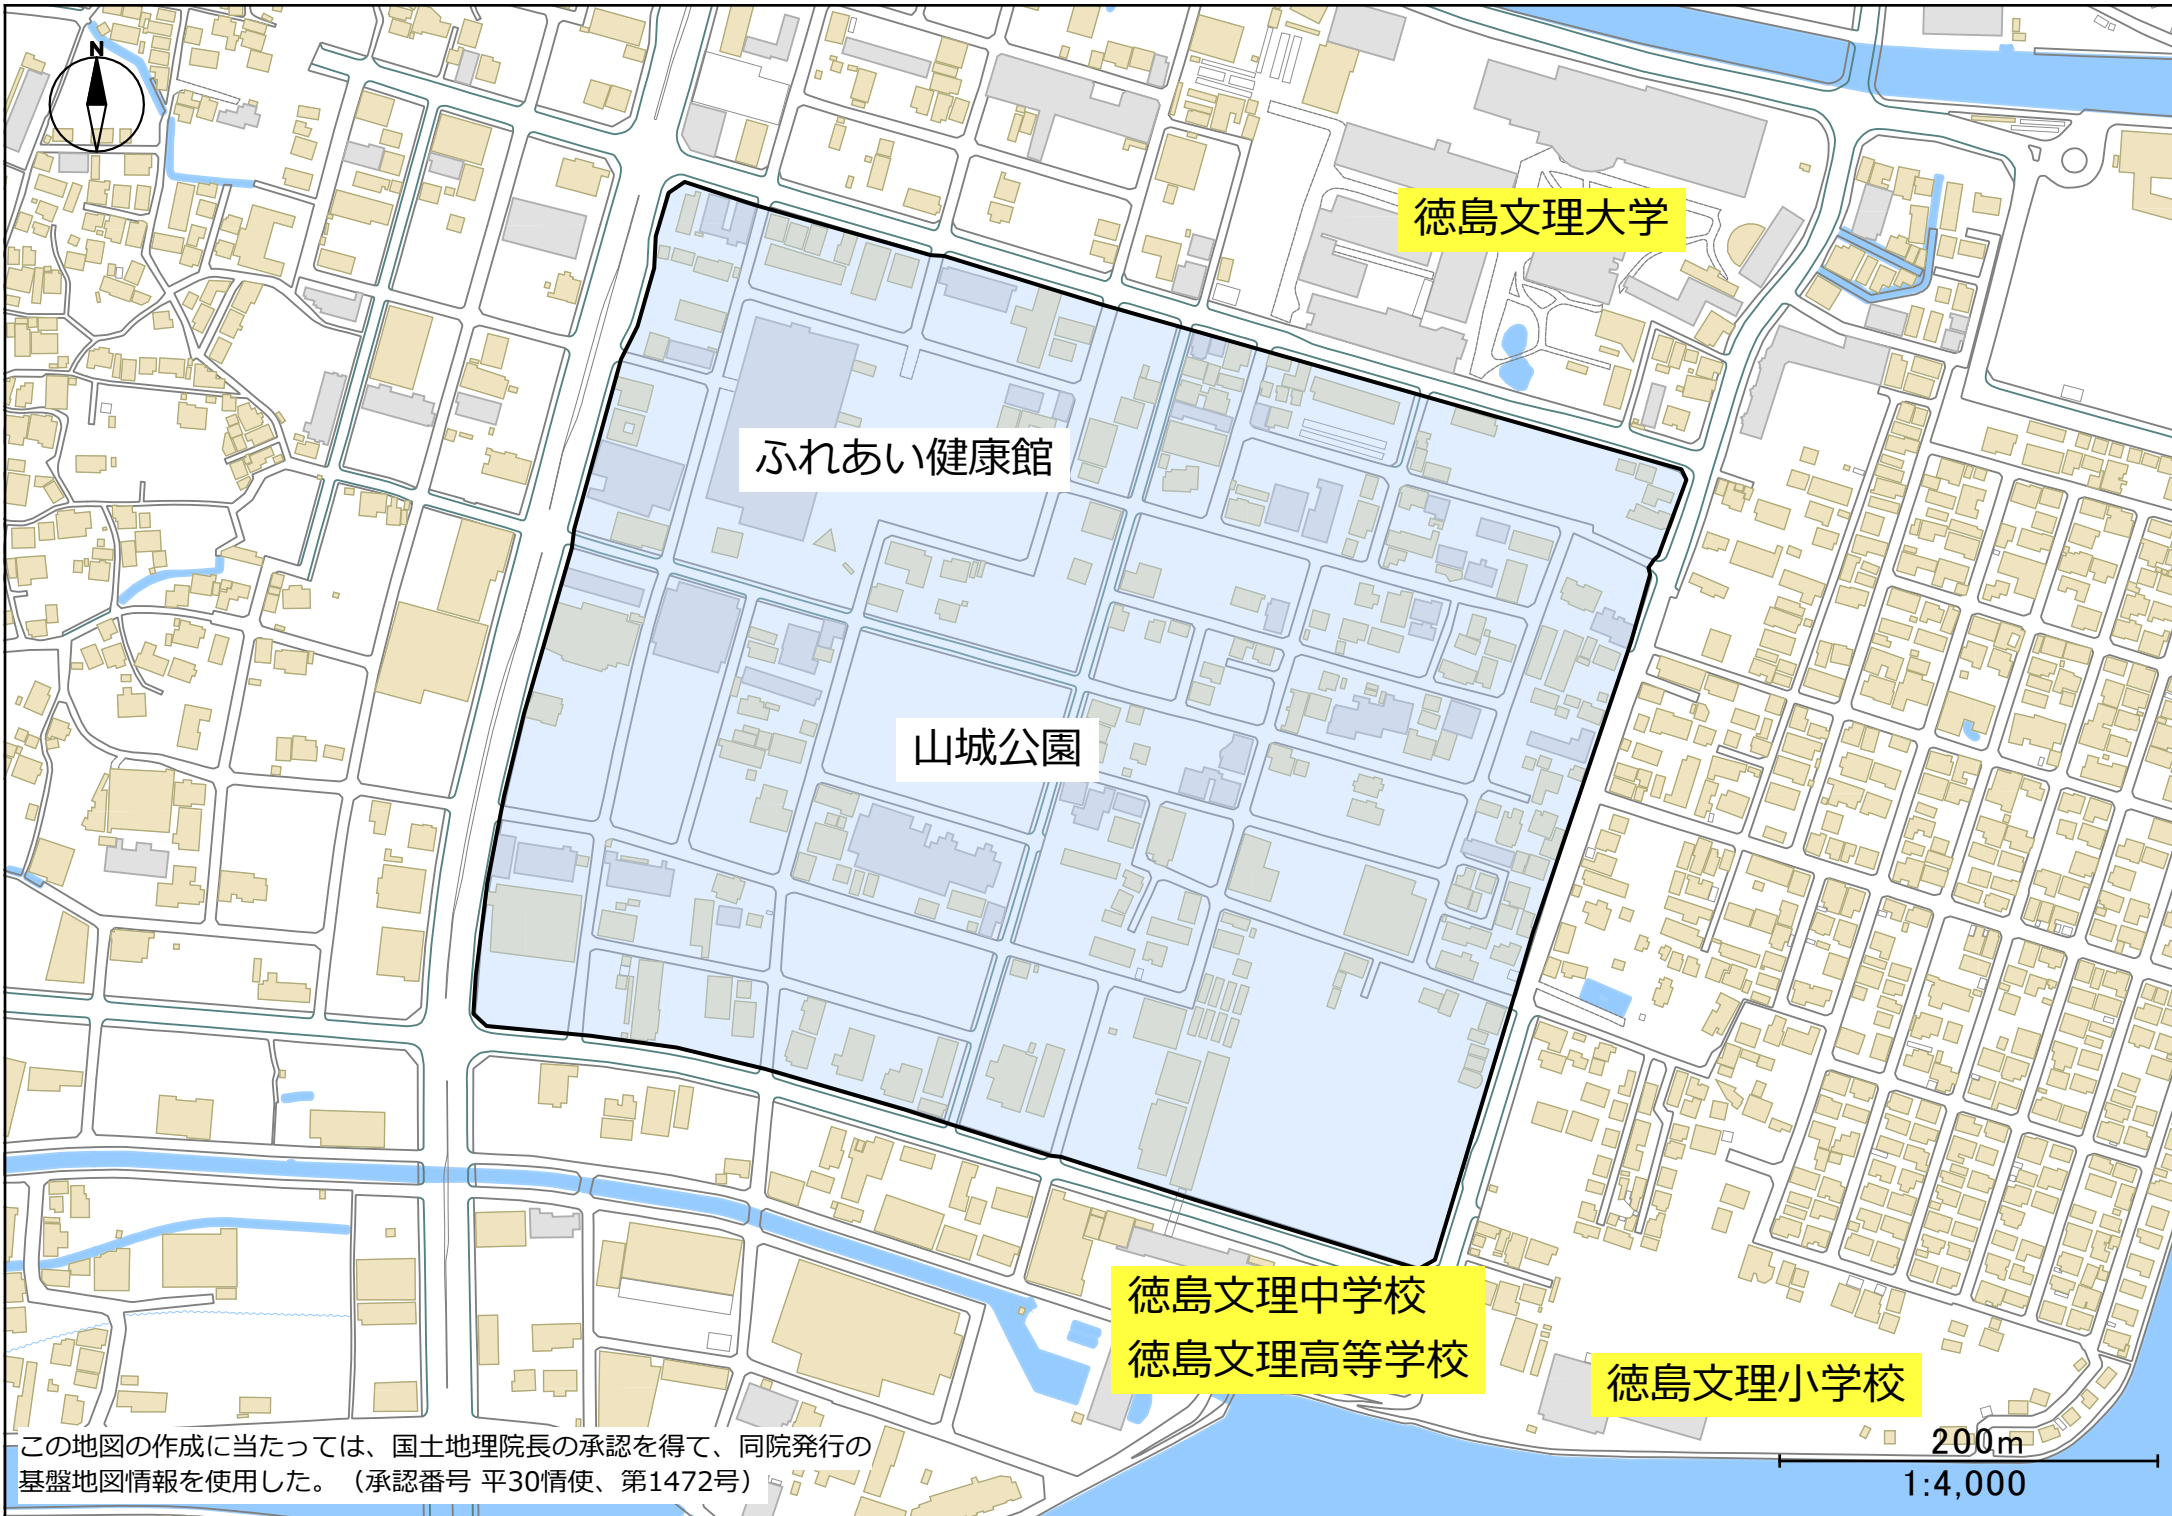 N
徳島文理大学
ふれあい健康館
山城公園
徳島文理中学校
徳島文理高等学校
徳島文理小学校
この地図の作成に当たっては、国土地理院長の承認を得て、同院発行の
基盤地図情報を使用した。（承認番号 平30情使、第1472号）
200m
1:4,000